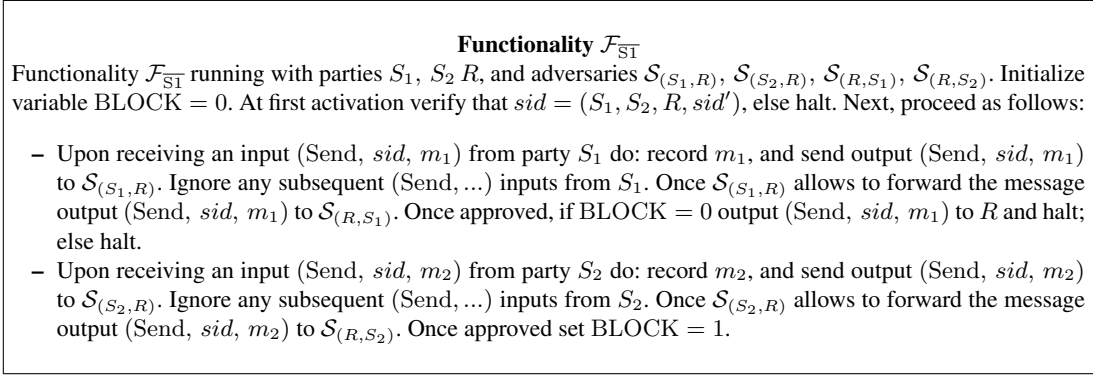 Functionality $\mathcal{F}_{\overline{\mathrm{S1}}}$
Functionality $\mathcal{F}_{\overline{\mathrm{S1}}}$ running with parties $S_1$, $S_2$ $R$, and adversaries $\mathcal{S}_{(S_1,R)}$, $\mathcal{S}_{(S_2,R)}$, $\mathcal{S}_{(R,S_1)}$, $\mathcal{S}_{(R,S_2)}$. Initialize
variable BLOCK = 0. At first activation verify that $sid = (S_1, S_2, R, sid')$, else halt. Next, proceed as follows:
– Upon receiving an input (Send, $sid$, $m_1$) from party $S_1$ do: record $m_1$, and send output (Send, $sid$, $m_1$)
to $\mathcal{S}_{(S_1,R)}$. Ignore any subsequent (Send, ...) inputs from $S_1$. Once $\mathcal{S}_{(S_1,R)}$ allows to forward the message
output (Send, $sid$, $m_1$) to $\mathcal{S}_{(R,S_1)}$. Once approved, if BLOCK = 0 output (Send, $sid$, $m_1$) to $R$ and halt;
else halt.
– Upon receiving an input (Send, $sid$, $m_2$) from party $S_2$ do: record $m_2$, and send output (Send, $sid$, $m_2$)
to $\mathcal{S}_{(S_2,R)}$. Ignore any subsequent (Send, ...) inputs from $S_2$. Once $\mathcal{S}_{(S_2,R)}$ allows to forward the message
output (Send, $sid$, $m_2$) to $\mathcal{S}_{(R,S_2)}$. Once approved set BLOCK = 1.